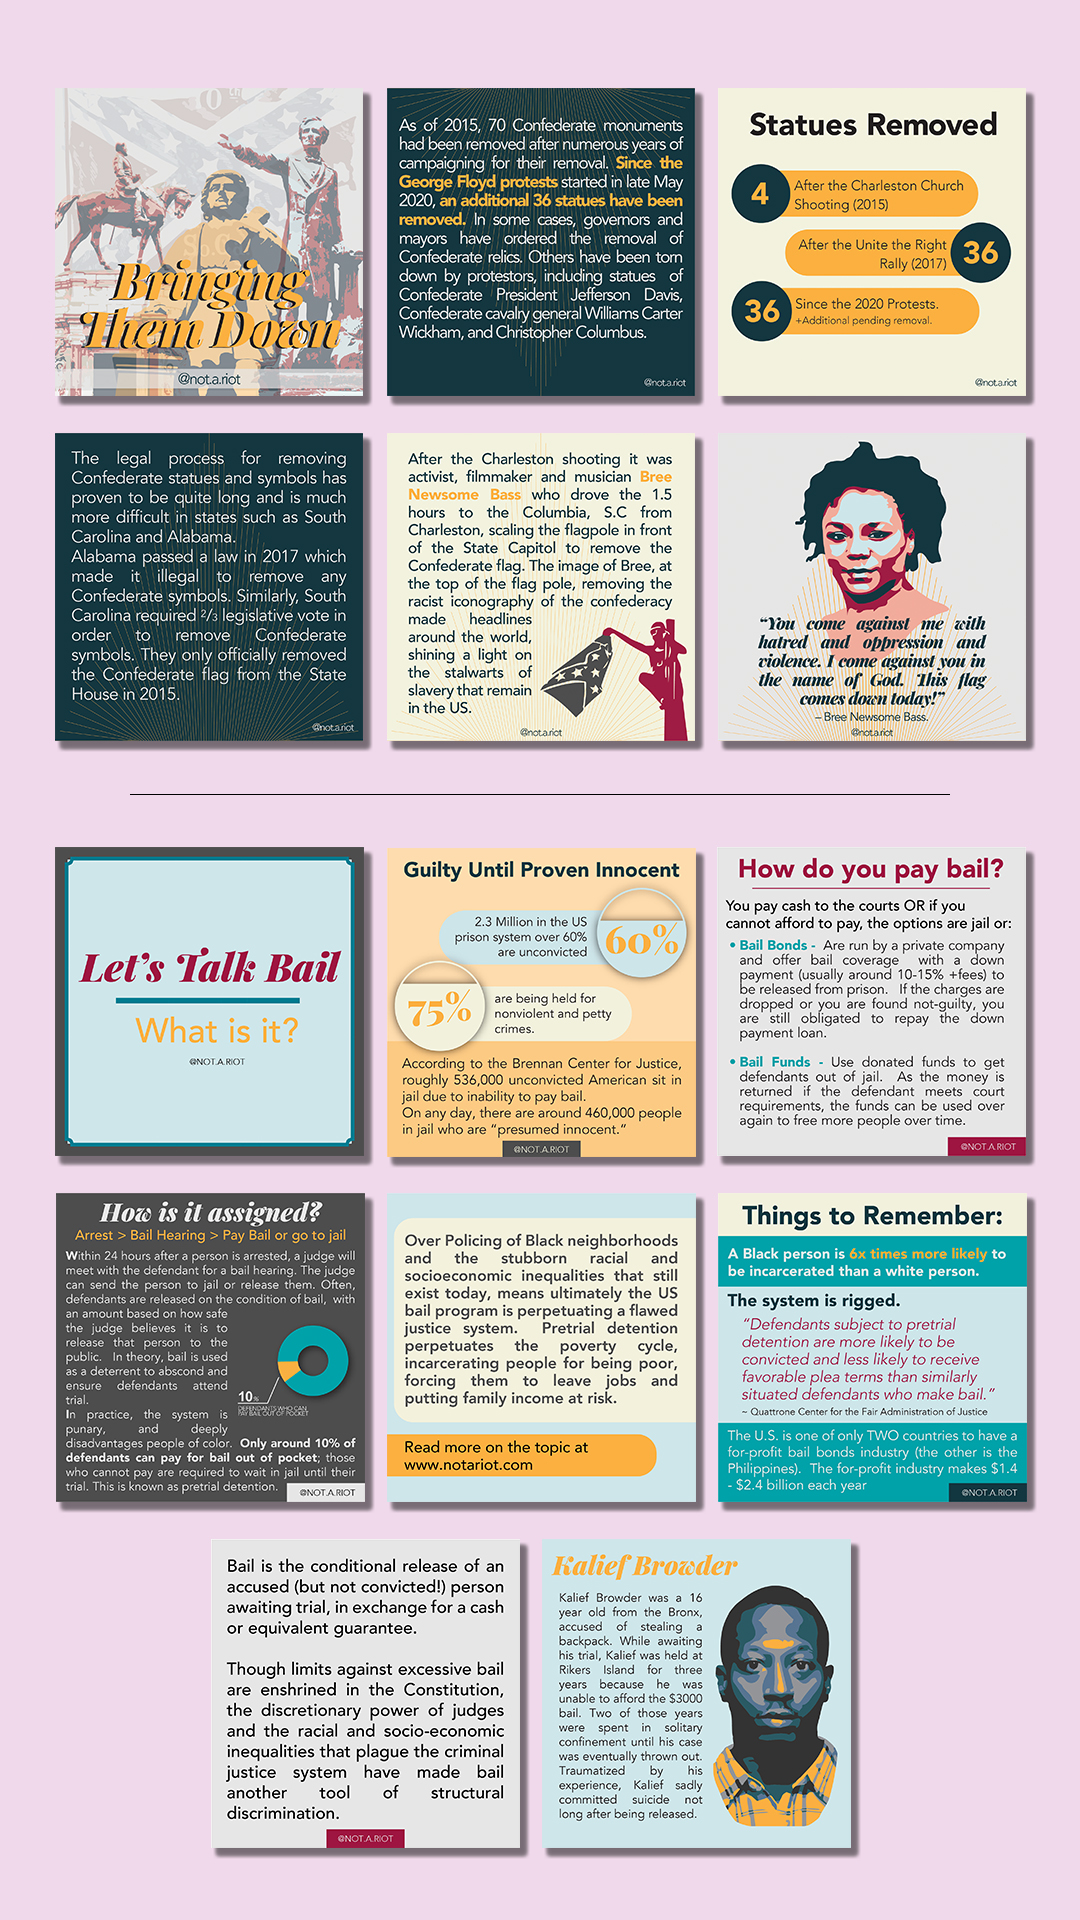 Bringing
Them Down
@not.a.riot
As of 2015, 70 Confederate monuments
had been removed after numerous years of
campaigning for their removal. Since the
George Floyd protests started in late May
2020, an additional 36 statues have been
removed. In some cases, governors and
mayors have ordered the removal of
Confederate relics. Others have been torn
down by protestors, including statues of
Confederate President Jefferson Davis,
Confederate cavalry general Williams Carter
Wickham, and Christopher Columbus.
@not.a.riot
Statues Removed
4
After the Charleston Church
Shooting (2015)
After the Unite the Right
Rally (2017)
36
36
Since the 2020 Protests.
+Additional pending removal.
@not.a.riot
The legal process for removing
Confederate statues and symbols has
proven to be quite long and is much
more difficult in states such as South
Carolina and Alabama.
Alabama passed a law in 2017 which
made it illegal to remove any
Confederate symbols. Similarly, South
Carolina required 2/3 legislative vote in
order to remove Confederate
symbols. They only officially removed
the Confederate flag from the State
House in 2015.
@not.a.riot
After the Charleston shooting it was
activist, filmmaker and musician Bree
Newsome Bass who drove the 1.5
hours to the Columbia, S.C from
Charleston, scaling the flagpole in front
of the State Capitol to remove the
Confederate flag. The image of Bree, at
the top of the flag pole, removing the
racist iconography of the confederacy
made headlines
around the world,
shining a light on
the stalwarts of
slavery that remain
in the US.
@not.a.riot
“You come against me with
hatred and oppression and
violence. I come against you in
the name of God. This flag
comes down today!”
– Bree Newsome Bass.
@not.a.riot
Let's Talk Bail
What is it?
@NOT.A.RIOT
Guilty Until Proven Innocent
2.3 Million in the US
prison system over 60%
are unconvicted
60%
75%
are being held for
nonviolent and petty
crimes.
According to the Brennan Center for Justice,
roughly 536,000 unconvicted American sit in
jail due to inability to pay bail.
On any day, there are around 460,000 people
in jail who are “presumed innocent.”
@NOT.A.RIOT
How do you pay bail?
You pay cash to the courts OR if you
cannot afford to pay, the options are jail or:
• Bail Bonds - Are run by a private company
and offer bail coverage with a down
payment (usually around 10-15% +fees) to
be released from prison. If the charges are
dropped or you are found not-guilty, you
are still obligated to repay the down
payment loan.
• Bail Funds - Use donated funds to get
defendants out of jail. As the money is
returned if the defendant meets court
requirements, the funds can be used over
again to free more people over time.
@NOT.A.RIOT
How is it assigned?
Arrest > Bail Hearing > Pay Bail or go to jail
Within 24 hours after a person is arrested, a judge will
meet with the defendant for a bail hearing. The judge
can send the person to jail or release them. Often,
defendants are released on the condition of bail, with
an amount based on how safe
the judge believes it is to
release that person to the
public. In theory, bail is used
as a deterrent to abscond and
ensure defendants attend
trial.
In practice, the system is
punary, and deeply
disadvantages people of color. Only around 10% of
defendants can pay for bail out of pocket; those
who cannot pay are required to wait in jail until their
trial. This is known as pretrial detention.
10%
DEFENDANTS WHO CAN
PAY BAIL OUT OF POCKET
@NOT.A.RIOT
Over Policing of Black neighborhoods
and the stubborn racial and
socioeconomic inequalities that still
exist today, means ultimately the US
bail program is perpetuating a flawed
justice system. Pretrial detention
perpetuates the poverty cycle,
incarcerating people for being poor,
forcing them to leave jobs and
putting family income at risk.
Read more on the topic at
www.notariot.com
Things to Remember:
A Black person is 6x times more likely to
be incarcerated than a white person.
The system is rigged.
“Defendants subject to pretrial
detention are more likely to be
convicted and less likely to receive
favorable plea terms than similarly
situated defendants who make bail.”
~ Quattrone Center for the Fair Administration of Justice
The U.S. is one of only TWO countries to have a
for-profit bail bonds industry (the other is the
Philippines). The for-profit industry makes $1.4
- $2.4 billion each year
@NOT.A.RIOT
Bail is the conditional release of an
accused (but not convicted!) person
awaiting trial, in exchange for a cash
or equivalent guarantee.
Though limits against excessive bail
are enshrined in the Constitution,
the discretionary power of judges
and the racial and socio-economic
inequalities that plague the criminal
justice system have made bail
another tool of structural
discrimination.
@NOT.A.RIOT
Kalief Browder
Kalief Browder was a 16
year old from the Bronx,
accused of stealing a
backpack. While awaiting
his trial, Kalief was held at
Rikers Island for three
years because he was
unable to afford the $3000
bail. Two of those years
were spent in solitary
confinement until his case
was eventually thrown out.
Traumatized by his
experience, Kalief sadly
committed suicide not
long after being released.